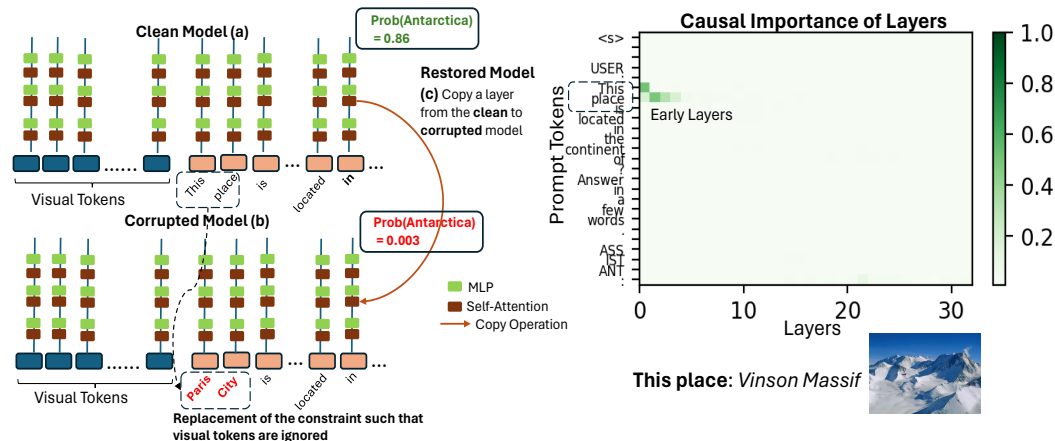 Clean Model (a)
Prob(Antarctica)
= 0.86
Restored Model
(c) Copy a layer
from the clean to
corrupted model
......
...
...
Visual Tokens
This
place
is
located
in
Corrupted Model (b)
Prob(Antarctica)
= 0.003
MLP
Self-Attention
Copy Operation
......
...
...
Visual Tokens
Paris
City
is
located
in
Replacement of the constraint such that
visual tokens are ignored
Causal Importance of Layers
Prompt Tokens
<s>
USER
:
This
place
is
located
in
the
continent
of
?
Answer
in
a
few
words
.
ASS
IST
ANT
:
Early Layers
0
10
20
30
Layers
1.0
0.8
0.6
0.4
0.2
This place: Vinson Massif